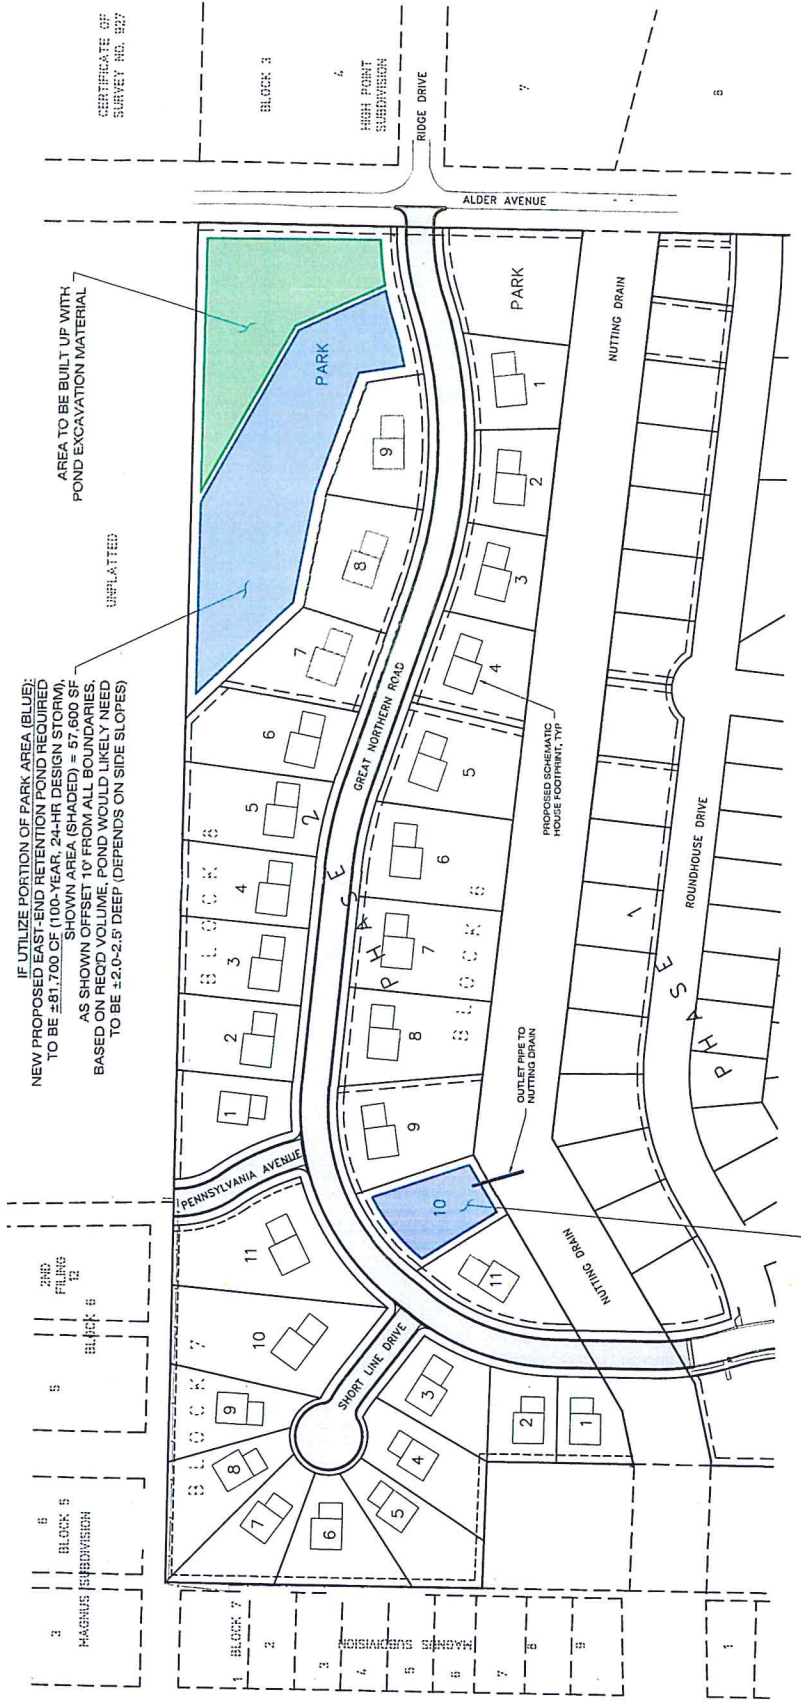 IF UTILIZE PORTION OF PARK AREA (BLUE):
NEW PROPOSED EAST-END RETENTION POND REQUIRED
TO BE ±81,700 CF (100-YEAR, 24-HR DESIGN STORM),
SHOWN AREA (SHADED) = 57,600 SF
AS SHOWN OFFSET 10' FROM ALL BOUNDARIES.
BASED ON REQ'D VOLUME, POND WOULD LIKELY NEED
TO BE ±2.0-2.5' DEEP (DEPENDS ON SIDE SLOPES)
UNPLATTED
AREA TO BE BUILT UP WITH
POND EXCAVATION MATERIAL
CERTIFICATE OF
SURVEY NO. 927
BLOCK 3
4
HIGH POINT
SUBDIVISION
RIDGE DRIVE
7
8
ALDER AVENUE
3
MAGNUS SUBDIVISION
6
BLOCK 5
5
BLOCK 6
2ND
FILING
12
PENNSYLVANIA AVENUE
BLOCK 8
1
2
3
4
5
6
7
8
9
PARK
2
PHASE
GREAT NORTHERN ROAD
BLOCK 7
11
10
9
8
7
6
5
4
3
2
1
SHORT LINE DRIVE
BLOCK 6
11
10
9
8
7
6
5
4
3
2
1
PARK
PROPOSED SCHEMATIC
HOUSE FOOTPRINT, TYP
OUTLET PIPE TO
NUTTING DRAIN
NUTTING DRAIN
NUTTING DRAIN
PHASE 1
ROUNDHOUSE DRIVE
BLOCK 7
1
2
3
4
5
6
7
8
9
MAGNUS SUBDIVISION
1